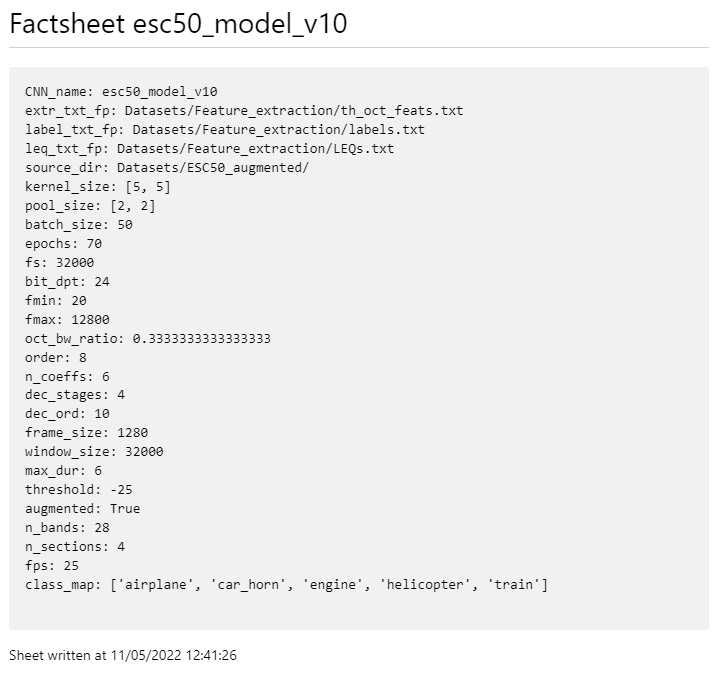 Factsheet esc50_model_v10
CNN_name: esc50_model_v10
extr_txt_fp: Datasets/Feature_extraction/th_oct_feats.txt
label_txt_fp: Datasets/Feature_extraction/labels.txt
leq_txt_fp: Datasets/Feature_extraction/LEQs.txt
source_dir: Datasets/ESC50_augmented/
kernel_size: [5, 5]
pool_size: [2, 2]
batch_size: 50
epochs: 70
fs: 32000
bit_dpt: 24
fmin: 20
fmax: 12800
oct_bw_ratio: 0.3333333333333333
order: 8
n_coeffs: 6
dec_stages: 4
dec_ord: 10
frame_size: 1280
window_size: 32000
max_dur: 6
threshold: -25
augmented: True
n_bands: 28
n_sections: 4
fps: 25
class_map: ['airplane', 'car_horn', 'engine', 'helicopter', 'train']
Sheet written at 11/05/2022 12:41:26